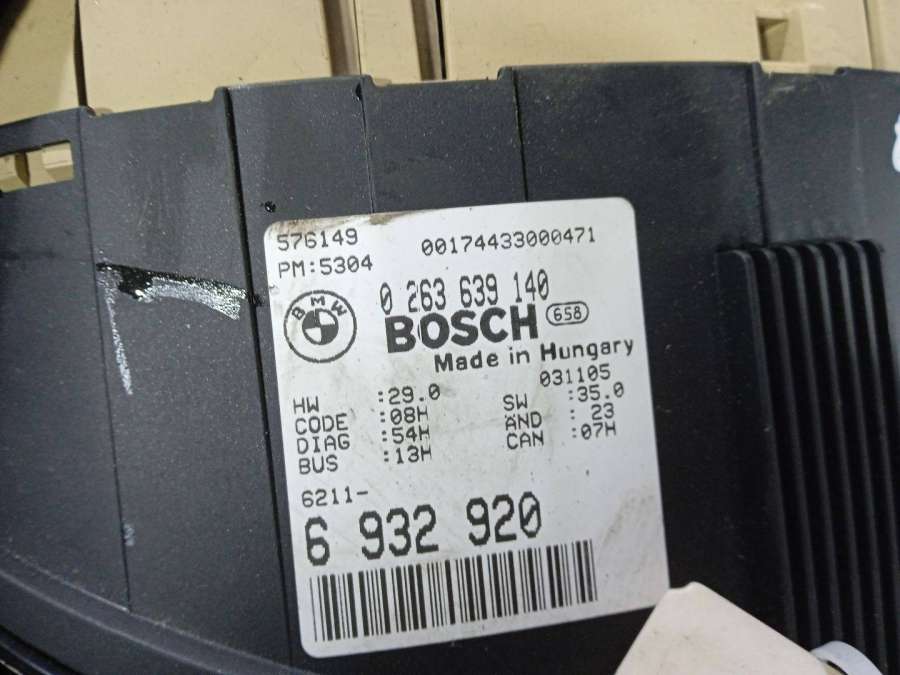 576149 00174433000471
PM:5304
0 263 639 140
BMW
BOSCH 658
Made in Hungary
031105
HW :29.0 SW :35.0
CODE :08H AND : 23
DIAG :54H CAN :07H
BUS :13H
6211-
6 932 920